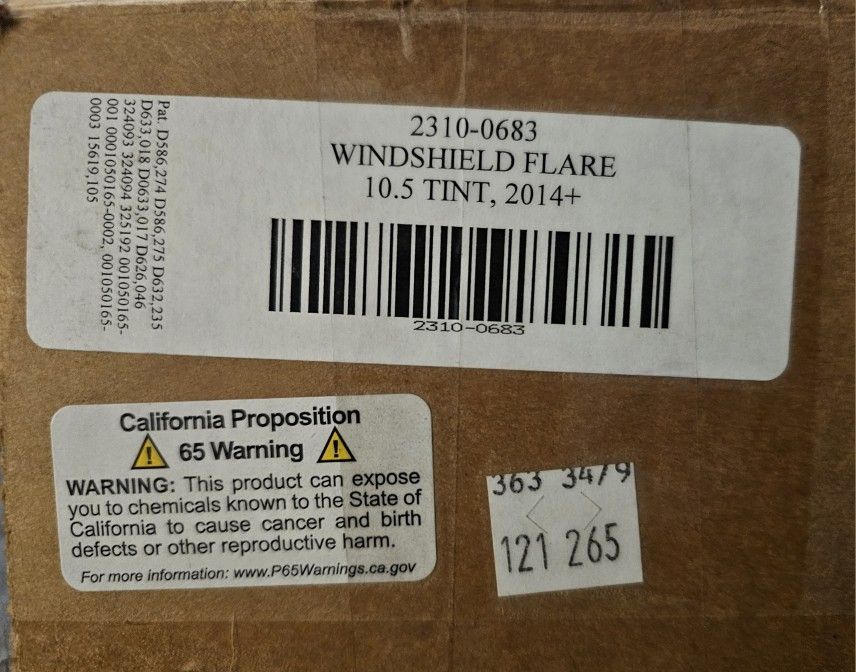 2310-0683
WINDSHIELD FLARE
10.5 TINT, 2014+
2310-0683
Pat. D586,274 D586,275 D632,235
D633,018 D0633,017 D626,046
324093 324094 325192 001050165-
001 0001050165-0002, 001050165-
0003 15619,105
California Proposition
65 Warning
WARNING: This product can expose
you to chemicals known to the State of
California to cause cancer and birth
defects or other reproductive harm.
For more information: www.P65Warnings.ca.gov
363 3479
121 265